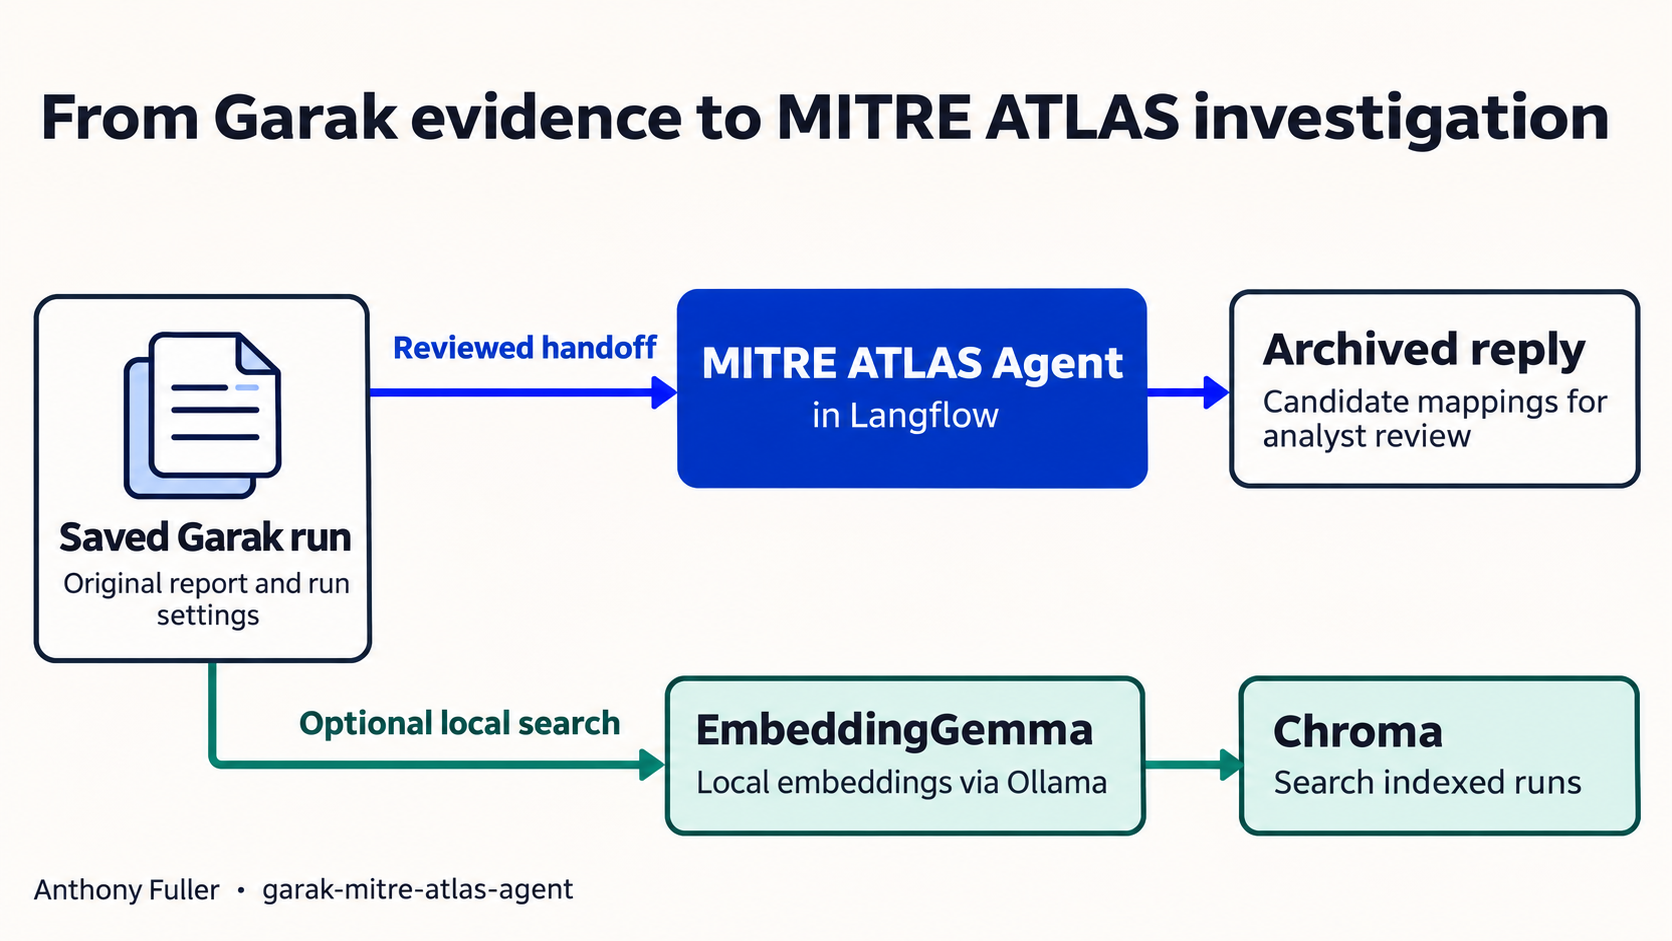 From Garak evidence to MITRE ATLAS investigation
Reviewed handoff
MITRE ATLAS Agent
in Langflow
Archived reply
Candidate mappings for
analyst review
Saved Garak run
Original report and run
settings
Optional local search
EmbeddingGemma
Local embeddings via Ollama
Chroma
Search indexed runs
Anthony Fuller • garak-mitre-atlas-agent